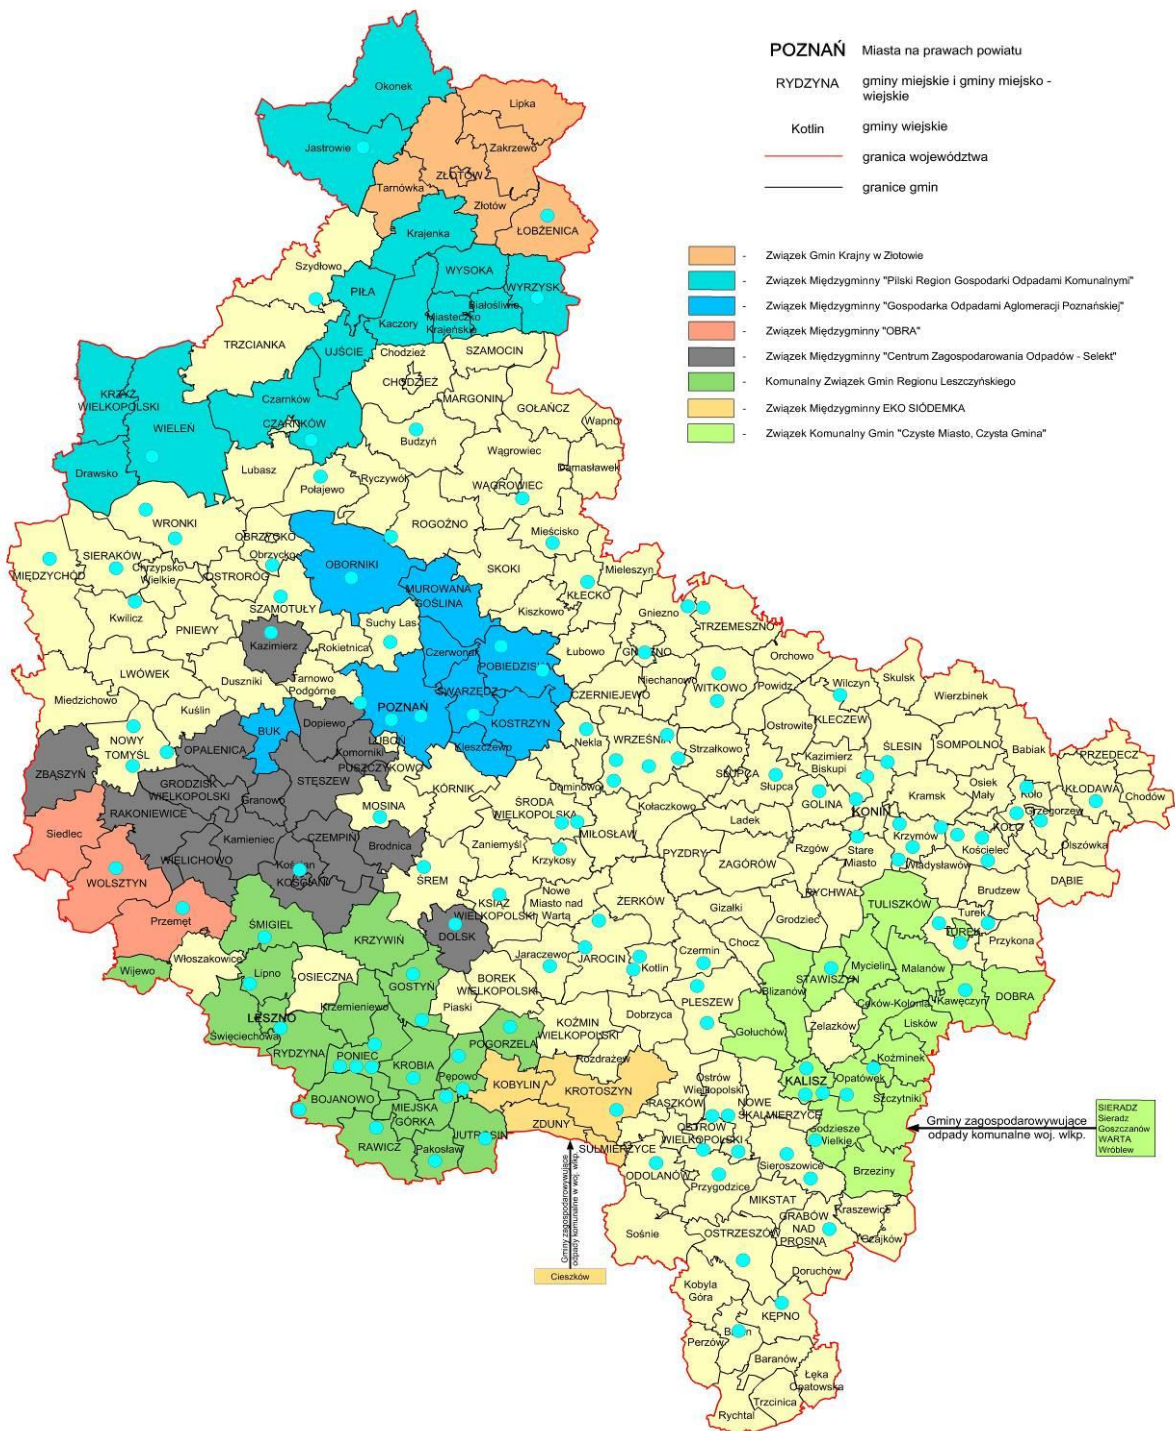 POZNAŃ Miasta na prawach powiatu
RYDZYNA gminy miejskie i gminy miejsko -
wiejskie
Kotlin gminy wiejskie
granica województwa
granice gmin
- Związek Gmin Krajny w Złotowie
- Związek Międzygminny "Pilski Region Gospodarki Odpadami Komunalnymi"
- Związek Międzygminny "Gospodarka Odpadami Aglomeracji Poznańskiej"
- Związek Międzygminny "OBRA"
- Związek Międzygminny "Centrum Zagospodarowania Odpadów - Selekt"
- Komunalny Związek Gmin Regionu Leszczyńskiego
- Związek Międzygminny EKO SIÓDEMKA
- Związek Komunalny Gmin "Czyste Miasto, Czysta Gmina"
Okonek
Lipka
Jastrowie
Zakrzewo
ZŁOTÓW
Tarnówka
Złotów
ŁOBŻENICA
Krajenka
Szydłowo
WYSOKA
PIŁA
WYRZYSK
Białośliwie
Kaczory
Miasteczko
Krajeńskie
TRZCIANKA
UJŚCIE
Chodzież
SZAMOCIN
CHODZIEŻ
KRZYŻ
WIELKOPOLSKI
Czarnków
MARGONIN
GOŁAŃCZ
WIELEŃ
CZARNKÓW
Wapno
Budzyń
Wągrowiec
Drawsko
Lubasz
Damasławek
Połajewo
Ryczywół
WĄGROWIEC
WRONKI
ROGOŹNO
OBRZYCKO
Mieścisko
SIERAKÓW
Obrzycko
MIĘDZYCHÓD
Chrzypsko
Wielkie
OSTRORÓG
OBORNIKI
SKOKI
Mieleszyn
MUROWANA
GOŚLINA
KŁECKO
Kwilicz
SZAMOTUŁY
Kiszkowo
Gniezno
PNIEWY
Suchy Las
TRZEMESZNO
Kazimierz
Rokietnica
Czerwonak
Łubowo
GNIEZNO
POBIEDZISKA
Orchowo
LWÓWEK
Duszniki
Tarnowo
Podgórne
Niechanowo
Skulsk
Miedzichowo
SWARZĘDZ
CZERNIEJEWO
WITKOWO
Powidz
Wilczyn
Wierzbinek
Kuślin
POZNAŃ
KOSTRZYN
Ostrowite
KLECZEW
BUK
Dopiewo
NOWY
TOMYŚL
OPALENICA
LUBOŃ
Kleszczewo
Nekla
WRZEŚNIA
ŚLESIN
SOMPOLNO
Babiak
PRZEDECZ
ZBĄSZYŃ
Komorniki
PUSZCZYKOWO
Strzałkowo
Kazimierz
Biskupi
GRODZISK
WIELKOPOLSKI
STĘSZEW
KÓRNIK
Dominowo
SŁUPCA
Słupca
Osiek
Mały
Koło
KŁODAWA
Chodów
RAKONIEWICE
Granowo
MOSINA
ŚRODA
WIELKOPOLSKA
Kołaczkowo
GOLINA
Kramsk
KONIN
Grzegorzew
KOŁO
Siedlec
Kamieniec
CZEMPIŃ
Brodnica
Zaniemyśl
MIŁOSŁAW
Lądek
Krzymów
Olszówka
WIELICHOWO
Krzykosy
PYZDRY
Rzgów
Stare
Miasto
Kościelec
Władysławów
KOŚCIAN
ZAGÓRÓW
DĄBIE
WOLSZTYN
ŚREM
RYCHWAŁ
Brudzew
KSIĄŻ
WIELKOPOLSKI
Nowe
Miasto nad
Wartą
ŻERKÓW
Gizałki
Grodziec
TULISZKÓW
Przemęt
ŚMIGIEL
DOLSK
Turek
TUREK
Przykona
KRZYWIŃ
Włoszakowice
Jaraczewo
JAROCIN
Czermin
Chocz
Mycielin
Malanów
Wijewo
Lipno
OSIECZNA
BOREK
WIELKOPOLSKI
Kotlin
STAWISZYN
GOSTYŃ
Blizanów
Kawęczyn
DOBRA
Krzemieniewo
Piaski
PLESZEW
Ceków-Kolonia
LESZNO
Dobrzyca
Święciechowa
KOŹMIN
WIELKOPOLSKI
Gołuchów
Żelazków
Lisków
RYDZYNA
PONIEC
POGORZELA
Rozdrażew
Koźminek
KROBIA
Pępowo
Ostrów
Wielkopolski
KALISZ
Opatówek
BOJANOWO
KOBYLIN
KROTOSZYN
RASZKÓW
NOWE
SKALMIERZYCE
Szczytniki
MIEJSKA
GÓRKA
ZDUNY
OSTRÓW
WIELKOPOLSKI
Godziesze
Wielkie
RAWICZ
JUTROSIN
SULMIERZYCE
Pakosław
Sieroszewice
Brzeziny
ODOLANÓW
Przygodzice
MIKSTAT
Kraszewice
GRABÓW
NAD
PROSNĄ
Czajków
Sośnie
OSTRZESZÓW
Doruchów
Kobyla
Góra
KĘPNO
Perzów
Baranów
Łęka
Opatowska
Trzcinica
Rychtal
Gminy zagospodarowywujące
odpady komunalne woj. wlkp.
SIERADZ
Sieradz
Goszczanów
WARTA
Wróblew
Gminy zagospodarowywujące
odpady komunalne w woj. wlkp.
Cieszków